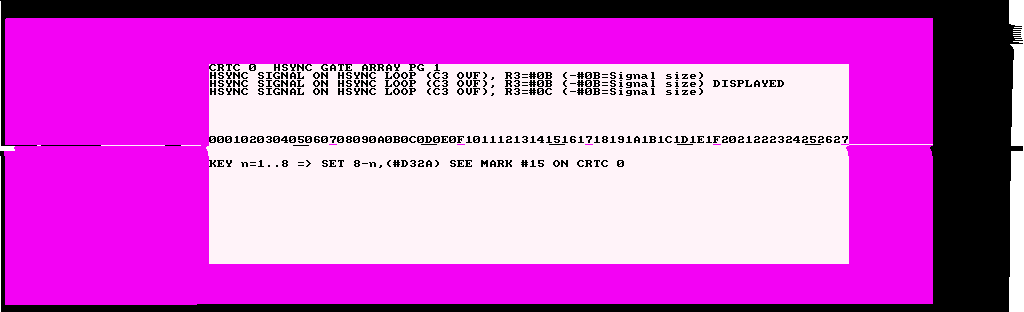 CRTC 0  HSYNC GATE ARRAY PG 1
HSYNC SIGNAL ON HSYNC LOOP (C3 OVF), R3=#0B (-#0B=Signal size)
HSYNC SIGNAL ON HSYNC LOOP (C3 OVF), R3=#0B (-#0B=Signal size) DISPLAYED
HSYNC SIGNAL ON HSYNC LOOP (C3 OVF), R3=#0C (-#0B=Signal size)
000102030405060708090A0B0C0D0E0F101112131415161718191A1B1C1D1E1F2021222324252627
KEY n=1..8 => SET 8-n,(#D32A) SEE MARK #15 ON CRTC 0